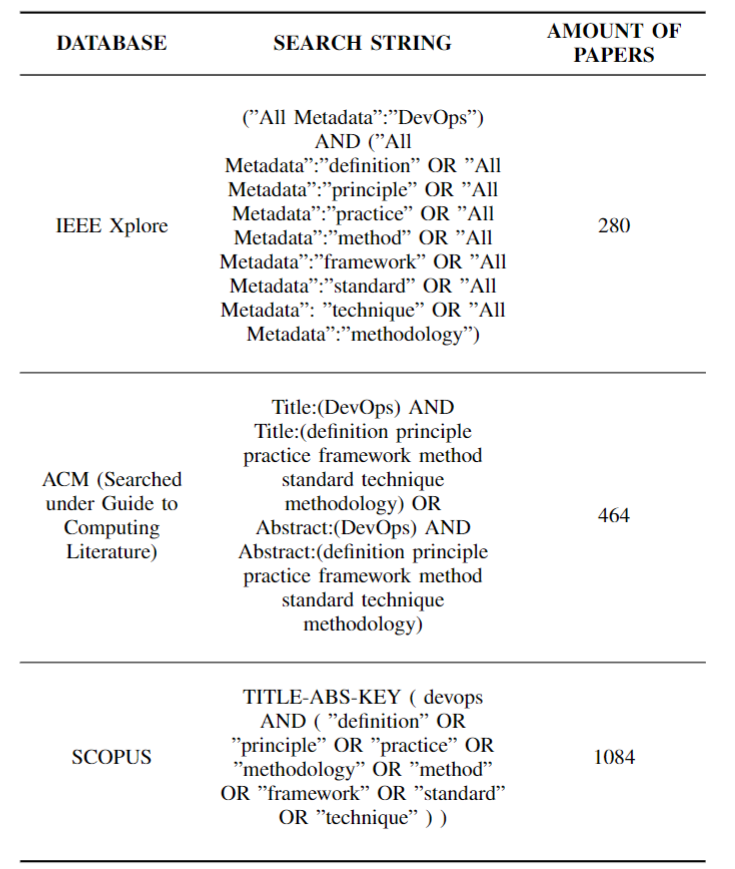 DATABASE
SEARCH STRING
AMOUNT OF
PAPERS
IEEE Xplore
(”All Metadata”:”DevOps”)
AND (”All
Metadata”:”definition” OR ”All
Metadata”:”principle” OR ”All
Metadata”:”practice” OR ”All
Metadata”:”method” OR ”All
Metadata”:”framework” OR ”All
Metadata”:”standard” OR ”All
Metadata”: ”technique” OR ”All
Metadata”:”methodology”)
280
ACM (Searched
under Guide to
Computing
Literature)
Title:(DevOps) AND
Title:(definition principle
practice framework method
standard technique
methodology) OR
Abstract:(DevOps) AND
Abstract:(definition principle
practice framework method
standard technique
methodology)
464
SCOPUS
TITLE-ABS-KEY ( devops
AND ( ”definition” OR
”principle” OR ”practice” OR
”methodology” OR ”method”
OR ”framework” OR ”standard”
OR ”technique” ) )
1084